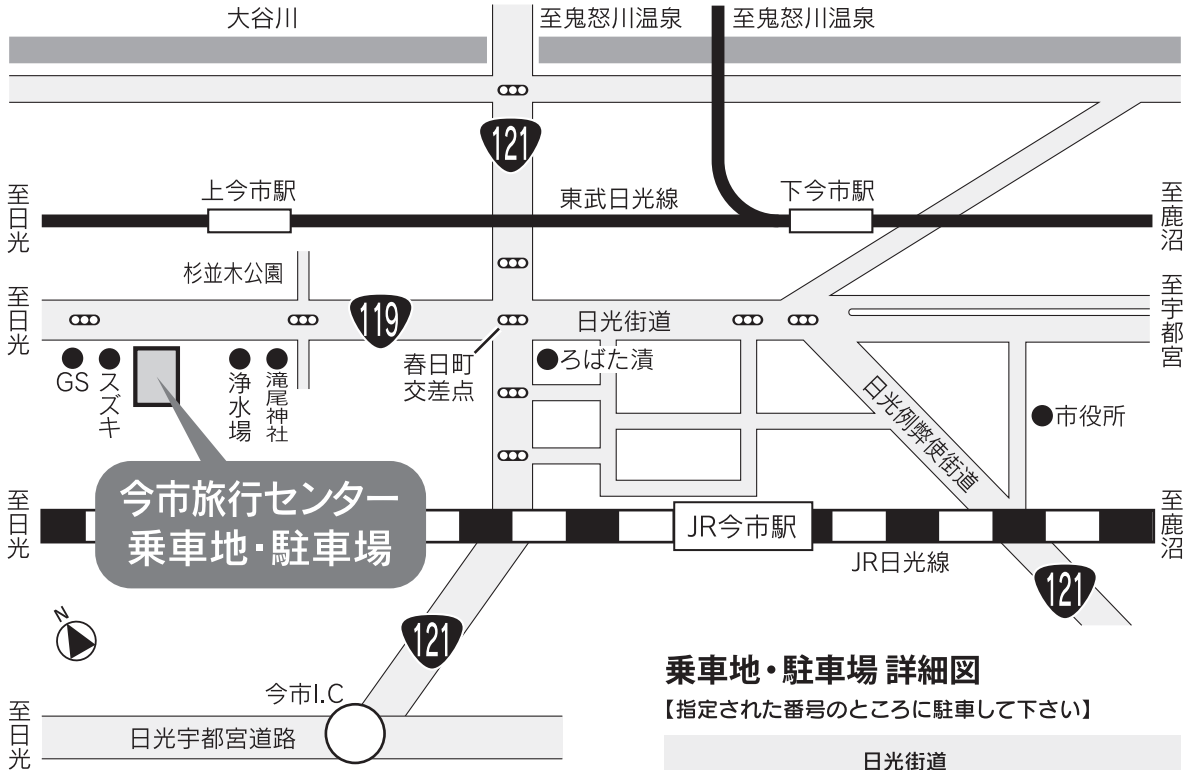 大谷川
至鬼怒川温泉
至鬼怒川温泉
121
至日光
上今市駅
東武日光線
下今市駅
至鹿沼
杉並木公園
至日光
119
日光街道
至宇都宮
GS
スズキ
浄水場
滝尾神社
春日町
交差点
ろばた漬
日光例幣使街道
市役所
今市旅行センター
乗車地・駐車場
至日光
JR今市駅
JR日光線
至鹿沼
121
121
N
今市I.C
至日光
日光宇都宮道路
乗車地・駐車場 詳細図
【指定された番号のところに駐車して下さい】
日光街道